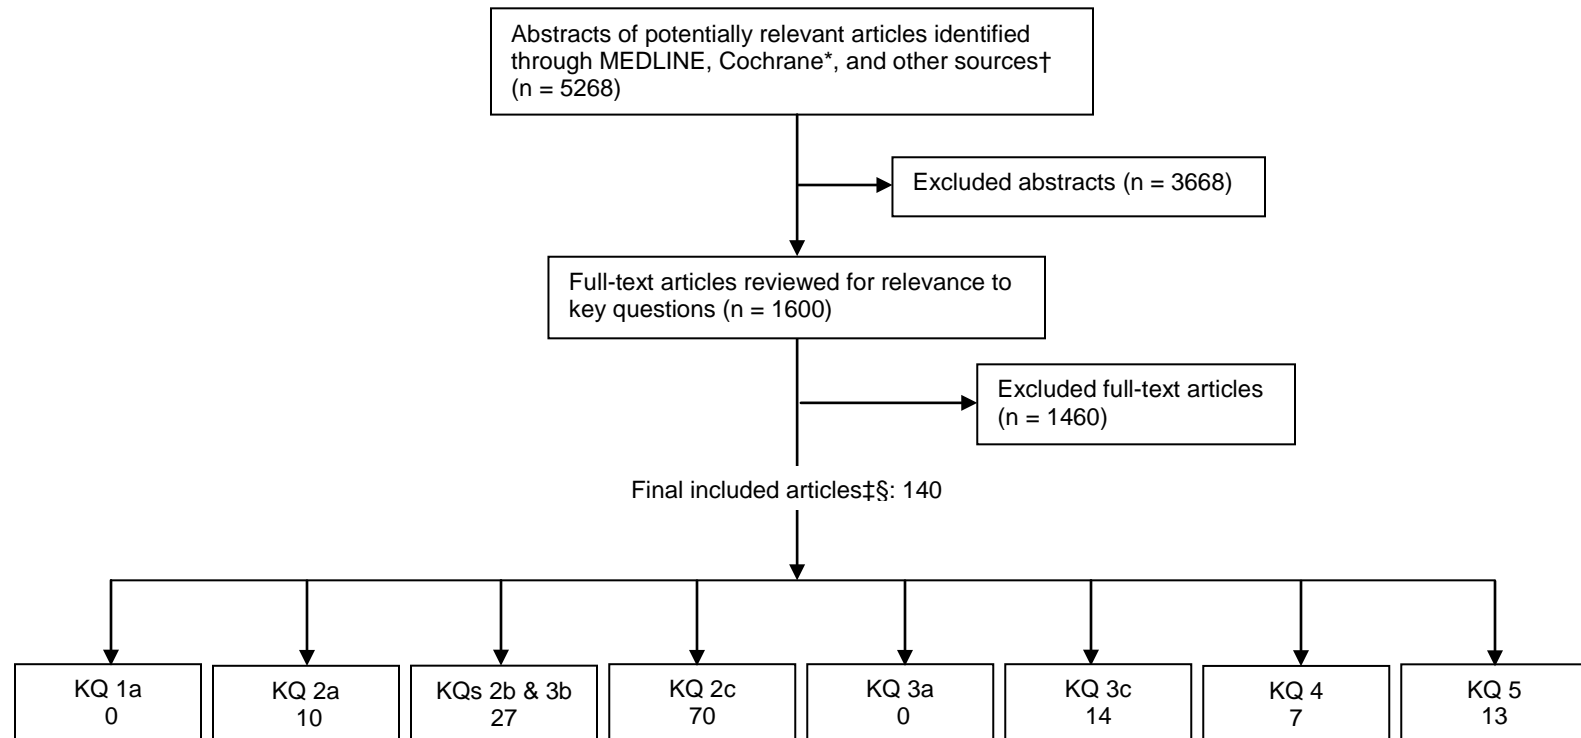 Abstracts of potentially relevant articles identified
through MEDLINE, Cochrane*, and other sources†
(n = 5268)
Excluded abstracts (n = 3668)
Full-text articles reviewed for relevance to
key questions (n = 1600)
Excluded full-text articles
(n = 1460)
Final included articles‡§: 140
KQ 1a
0
KQ 2a
10
KQs 2b & 3b
27
KQ 2c
70
KQ 3a
0
KQ 3c
14
KQ 4
7
KQ 5
13